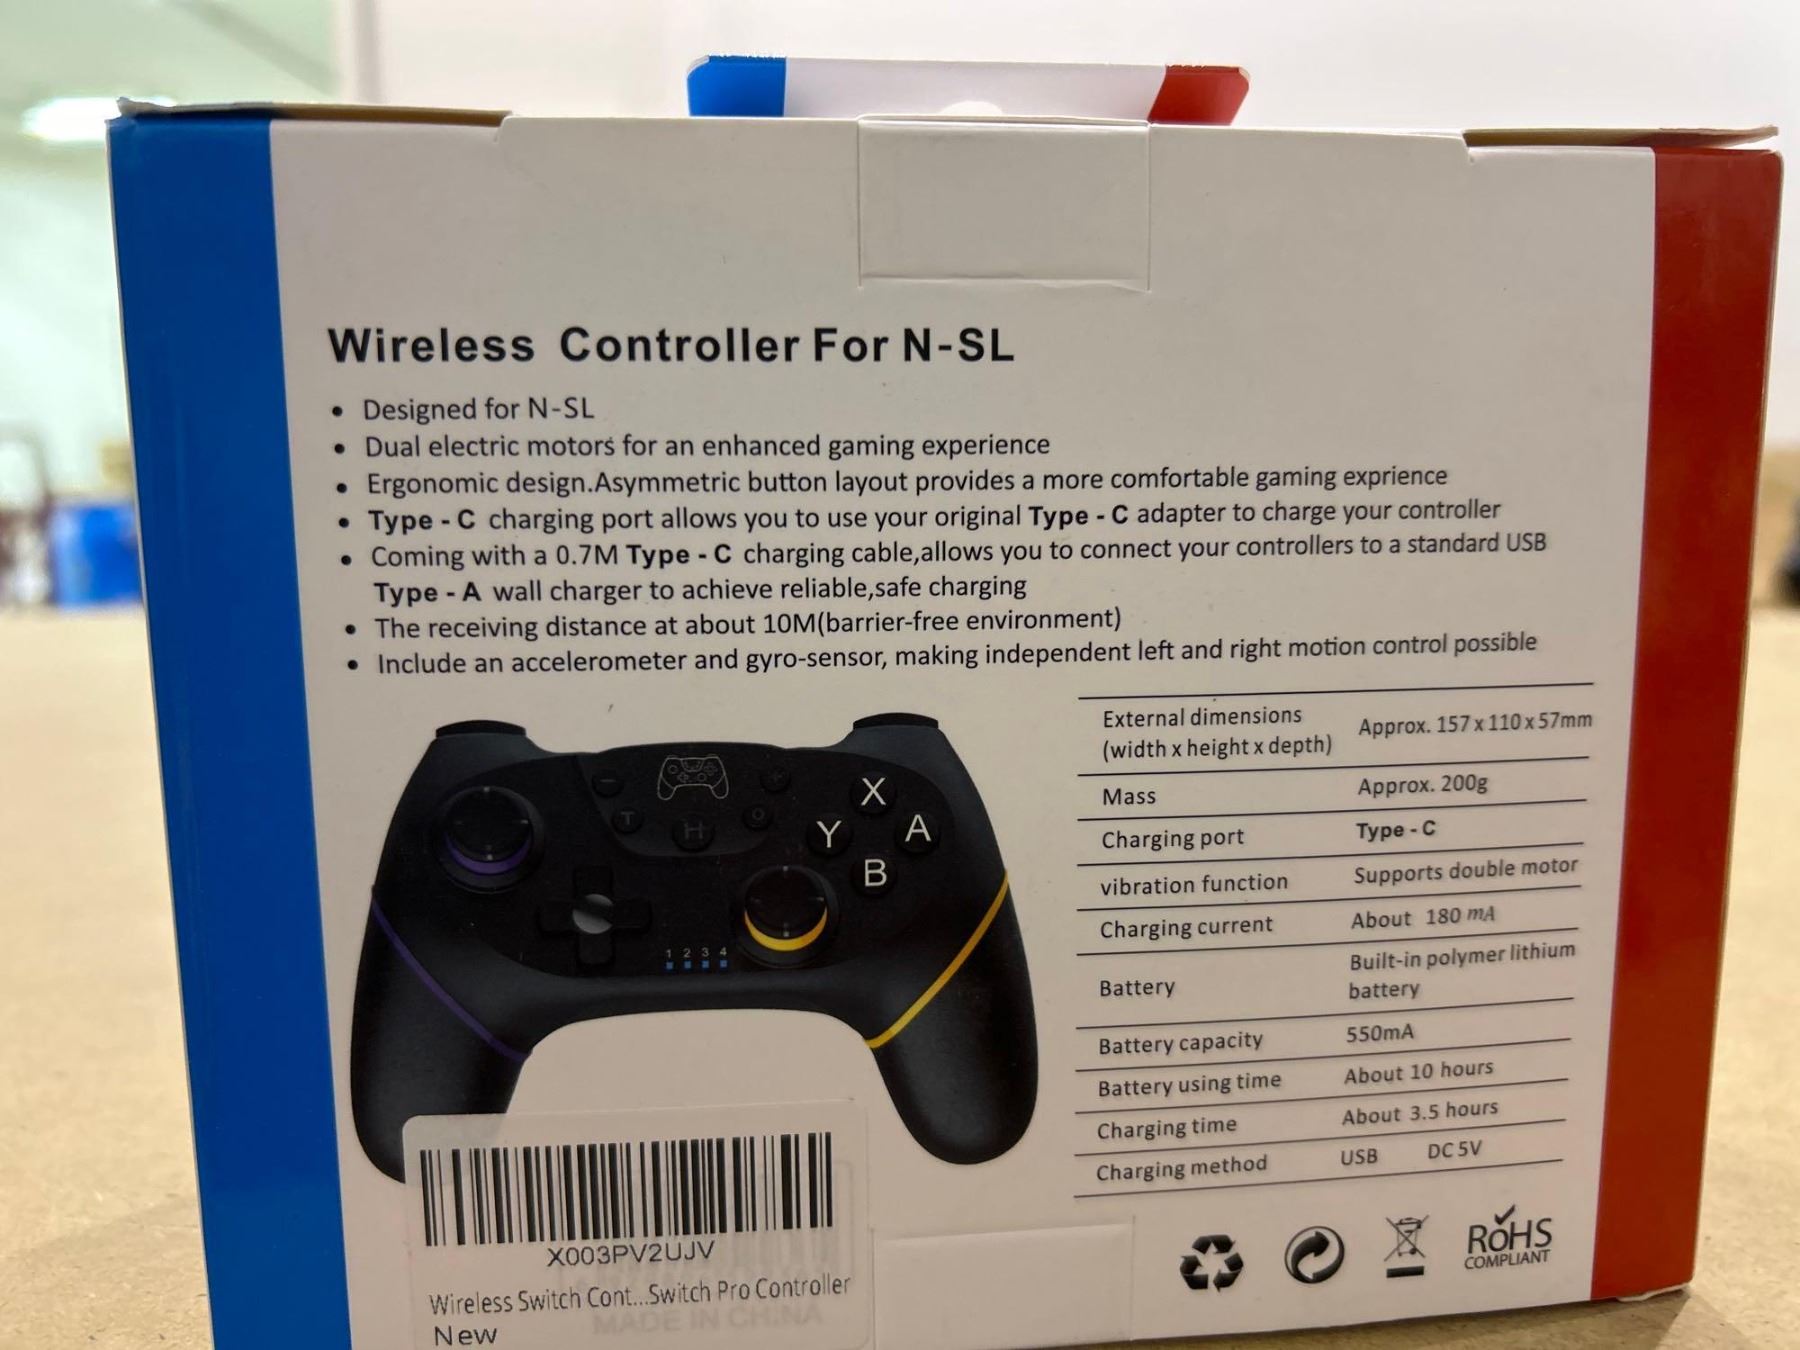 Wireless Controller For N-SL
• Designed for N-SL
• Dual electric motors for an enhanced gaming experience
• Ergonomic design.Asymmetric button layout provides a more comfortable gaming exprience
• Type - C charging port allows you to use your original Type - C adapter to charge your controller
• Coming with a 0.7M Type - C charging cable,allows you to connect your controllers to a standard USB
Type - A wall charger to achieve reliable,safe charging
• The receiving distance at about 10M(barrier-free environment)
• Include an accelerometer and gyro-sensor, making independent left and right motion control possible
X
Y A
B
T H O
1 2 3 4
External dimensions
(width x height x depth) Approx. 157 x 110 x 57mm
Mass Approx. 200g
Charging port Type - C
vibration function Supports double motor
Charging current About 180 mA
Battery Built-in polymer lithium
battery
Battery capacity 550mA
Battery using time About 10 hours
Charging time About 3.5 hours
Charging method USB DC 5V
RoHS
COMPLIANT
X003PV2UJV
Wireless Switch Cont...Switch Pro Controller
New
MADE IN CHINA